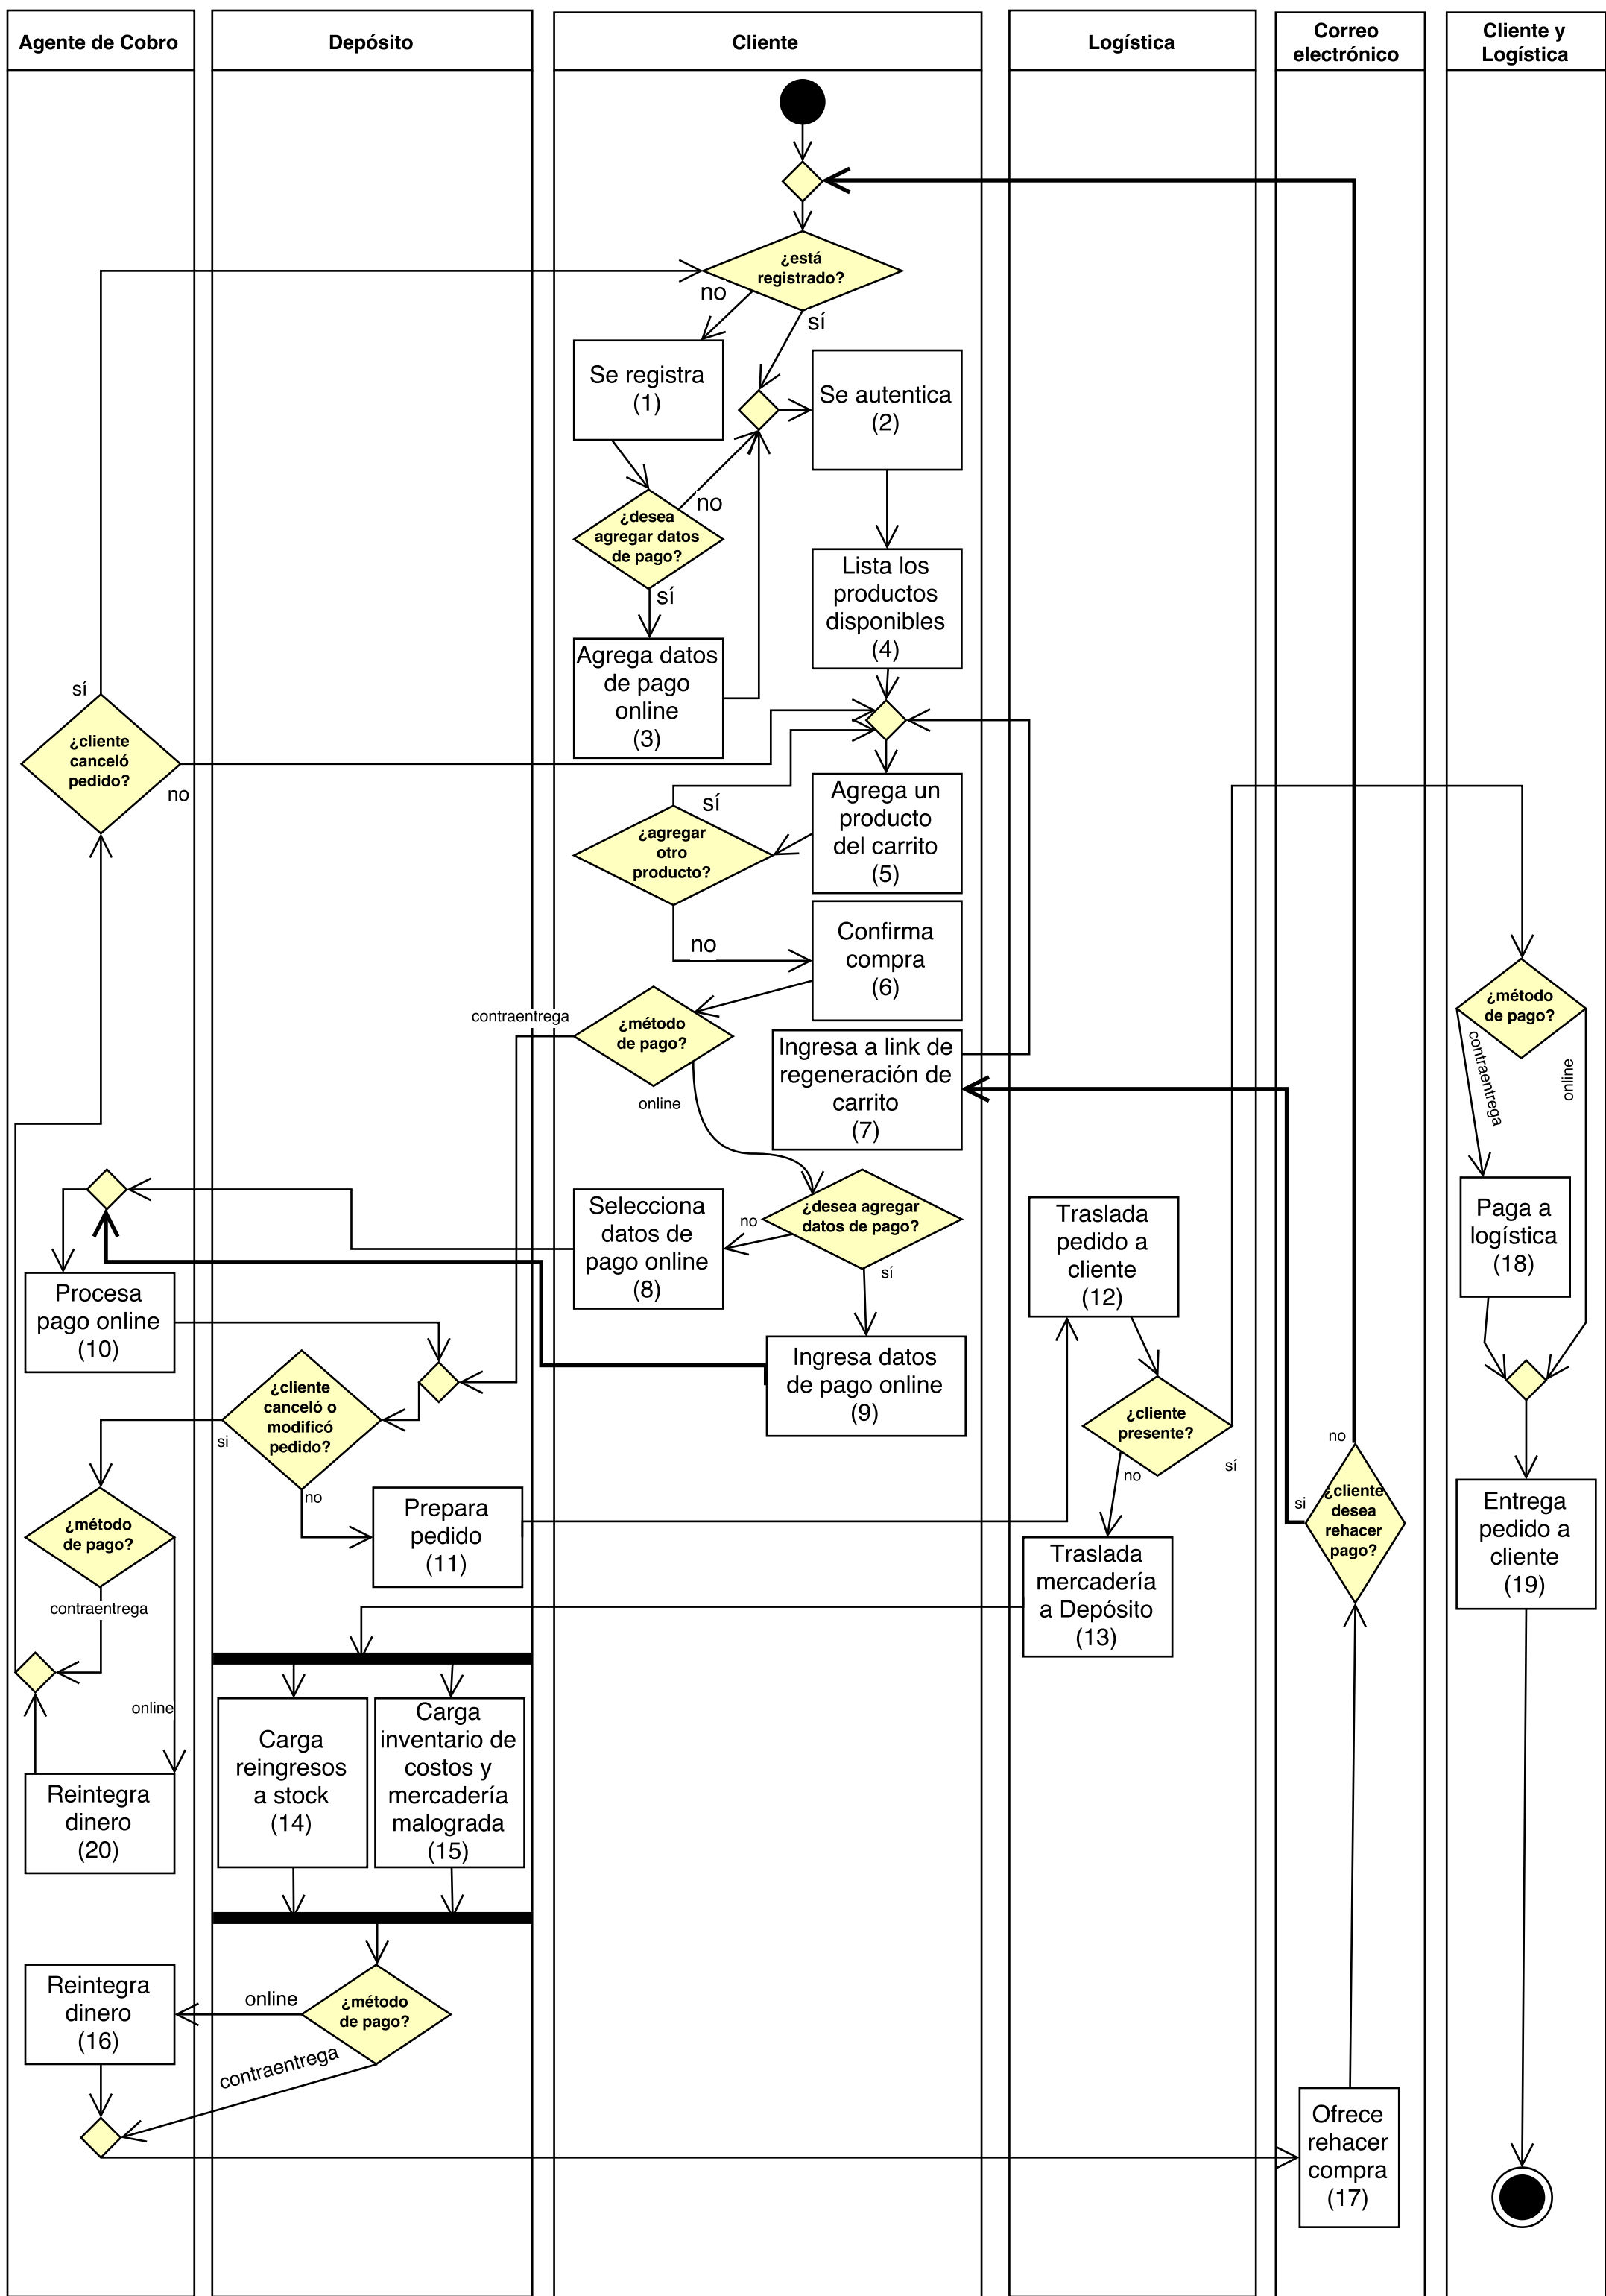 Agente de Cobro
Depósito
Cliente
Logística
Correo
electrónico
Cliente y
Logística
¿está
registrado?
no
sí
Se registra
(1)
Se autentica
(2)
¿desea
agregar datos
de pago?
no
sí
Lista los
productos
disponibles
(4)
Agrega datos
de pago
online
(3)
sí
¿cliente
canceló
pedido?
no
sí
¿agregar
otro
producto?
Agrega un
producto
del carrito
(5)
no
Confirma
compra
(6)
contraentrega
¿método
de pago?
online
Ingresa a link de
regeneración de
carrito
(7)
¿método
de pago?
contraentrega
online
Selecciona
datos de
pago online
(8)
no
¿desea agregar
datos de pago?
sí
Traslada
pedido a
cliente
(12)
Paga a
logística
(18)
Procesa
pago online
(10)
¿cliente
canceló o
modificó
pedido?
si
no
Ingresa datos
de pago online
(9)
¿cliente
presente?
no
sí
no
si
¿cliente
desea
rehacer
pago?
Entrega
pedido a
cliente
(19)
¿método
de pago?
contraentrega
online
Prepara
pedido
(11)
Traslada
mercadería
a Depósito
(13)
Reintegra
dinero
(20)
Carga
reingresos
a stock
(14)
Carga
inventario de
costos y
mercadería
malograda
(15)
Reintegra
dinero
(16)
online
¿método
de pago?
contraentrega
Ofrece
rehacer
compra
(17)